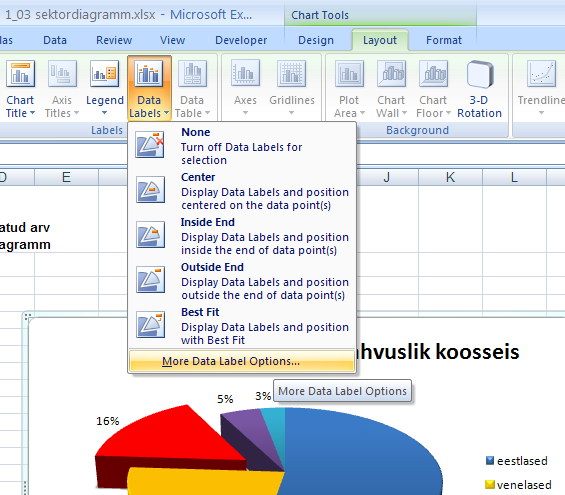 1_03 sektordiagramm.xlsx - Microsoft Ex...
Chart Tools
las Data Review View Developer Design Layout Format
Chart Title
Axis Titles
Legend
Data Labels
Data Table
Axes
Gridlines
Plot Area
Chart Wall
Chart Floor
3-D Rotation
Trendline
Labels
Background
None
Turn off Data Labels for
selection
Center
Display Data Labels and position
centered on the data point(s)
Inside End
Display Data Labels and position
inside the end of data point(s)
Outside End
Display Data Labels and position
outside the end of data point(s)
Best Fit
Display Data Labels and position
with Best Fit
More Data Label Options...
More Data Label Options
D E J K L
atud arv
agramm
ahvuslik koosseis
16%
5%
3%
eestlased
venelased